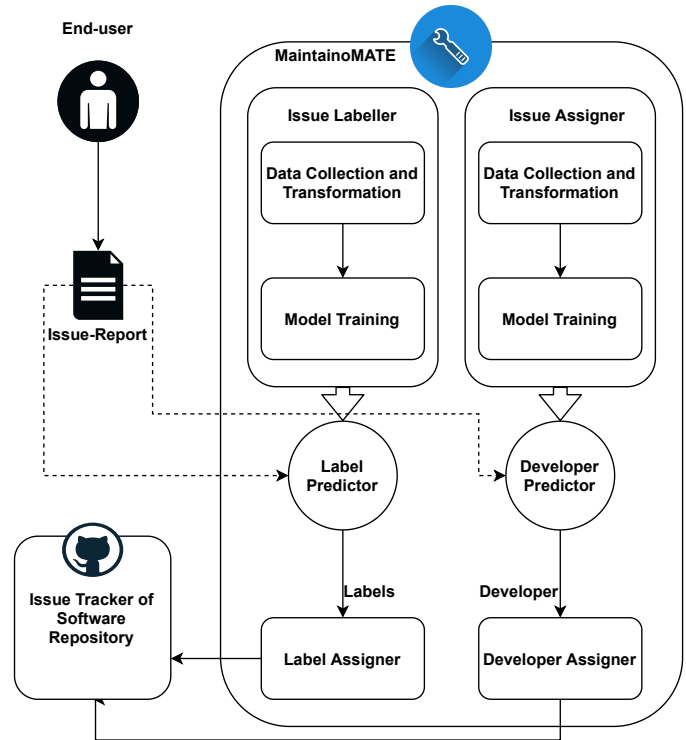 End-user
MaintainoMATE
Issue Labeller
Issue Assigner
Data Collection and
Transformation
Data Collection and
Transformation
Model Training
Model Training
Issue-Report
Label
Predictor
Developer
Predictor
Labels
Developer
Issue Tracker of
Software
Repository
Label Assigner
Developer Assigner